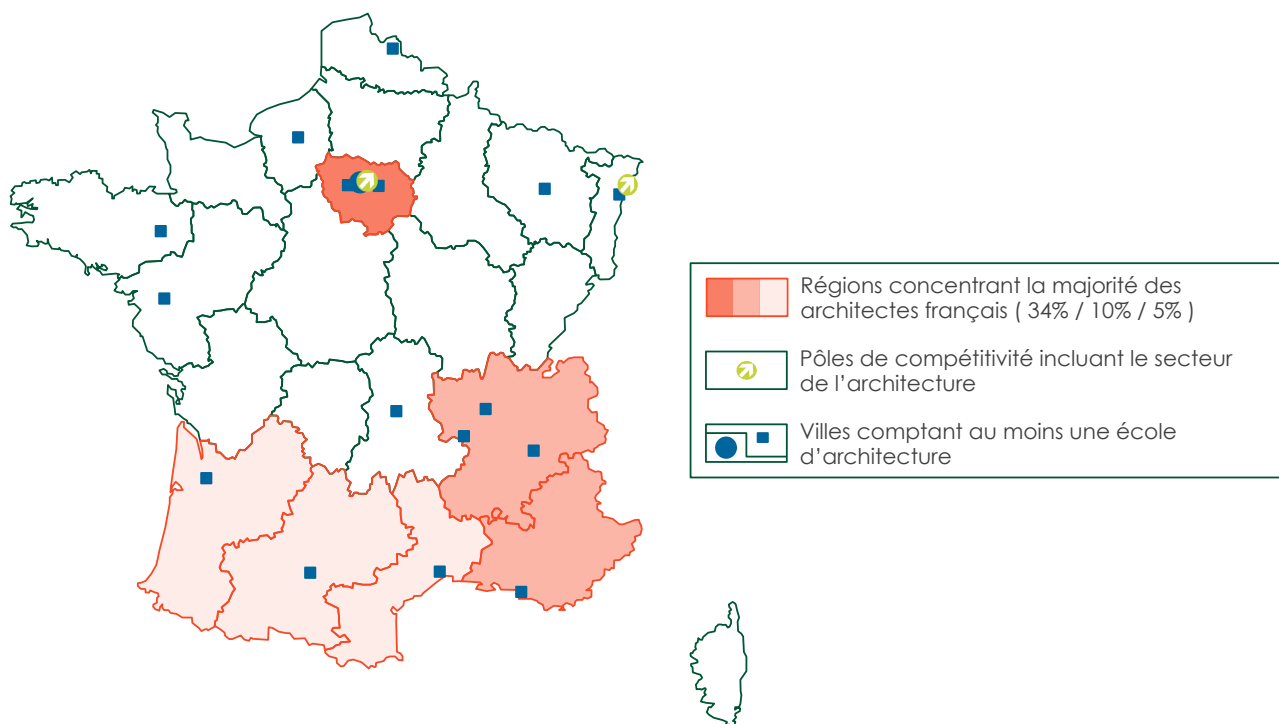 Régions concentrant la majorité des
architectes français ( 34% / 10% / 5% )
Pôles de compétitivité incluant le secteur
de l’architecture
Villes comptant au moins une école
d’architecture